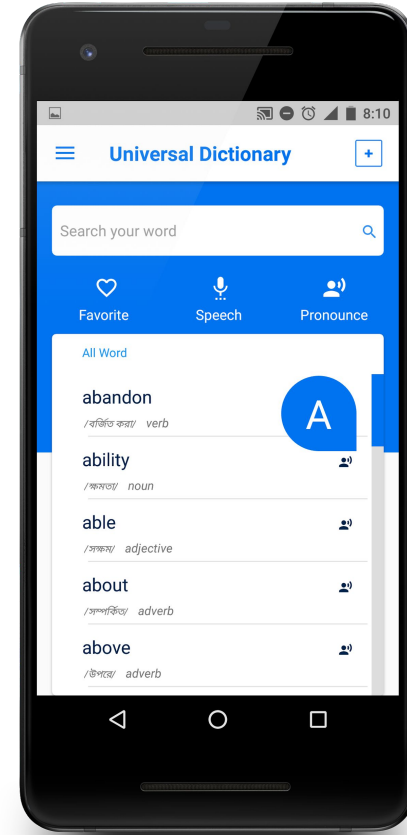 8:10
Universal Dictionary
+
Search your word
Favorite Speech Pronounce
All Word
abandon
/বর্জিত করা/ verb
A
ability
/ক্ষমতা/ noun
able
/সক্ষম/ adjective
about
/সম্পর্কিত/ adverb
above
/উপরে/ adverb